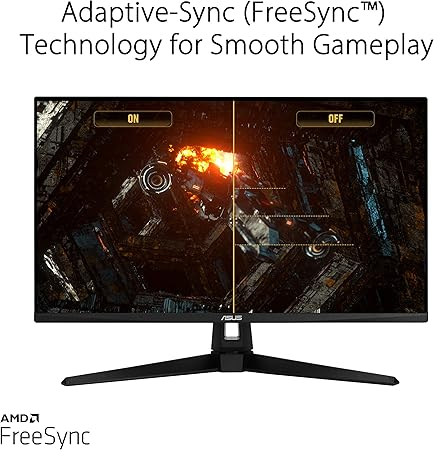 Adaptive-Sync (FreeSync™)
Technology for Smooth Gameplay
ON
OFF
ASUS
AMD
FreeSync